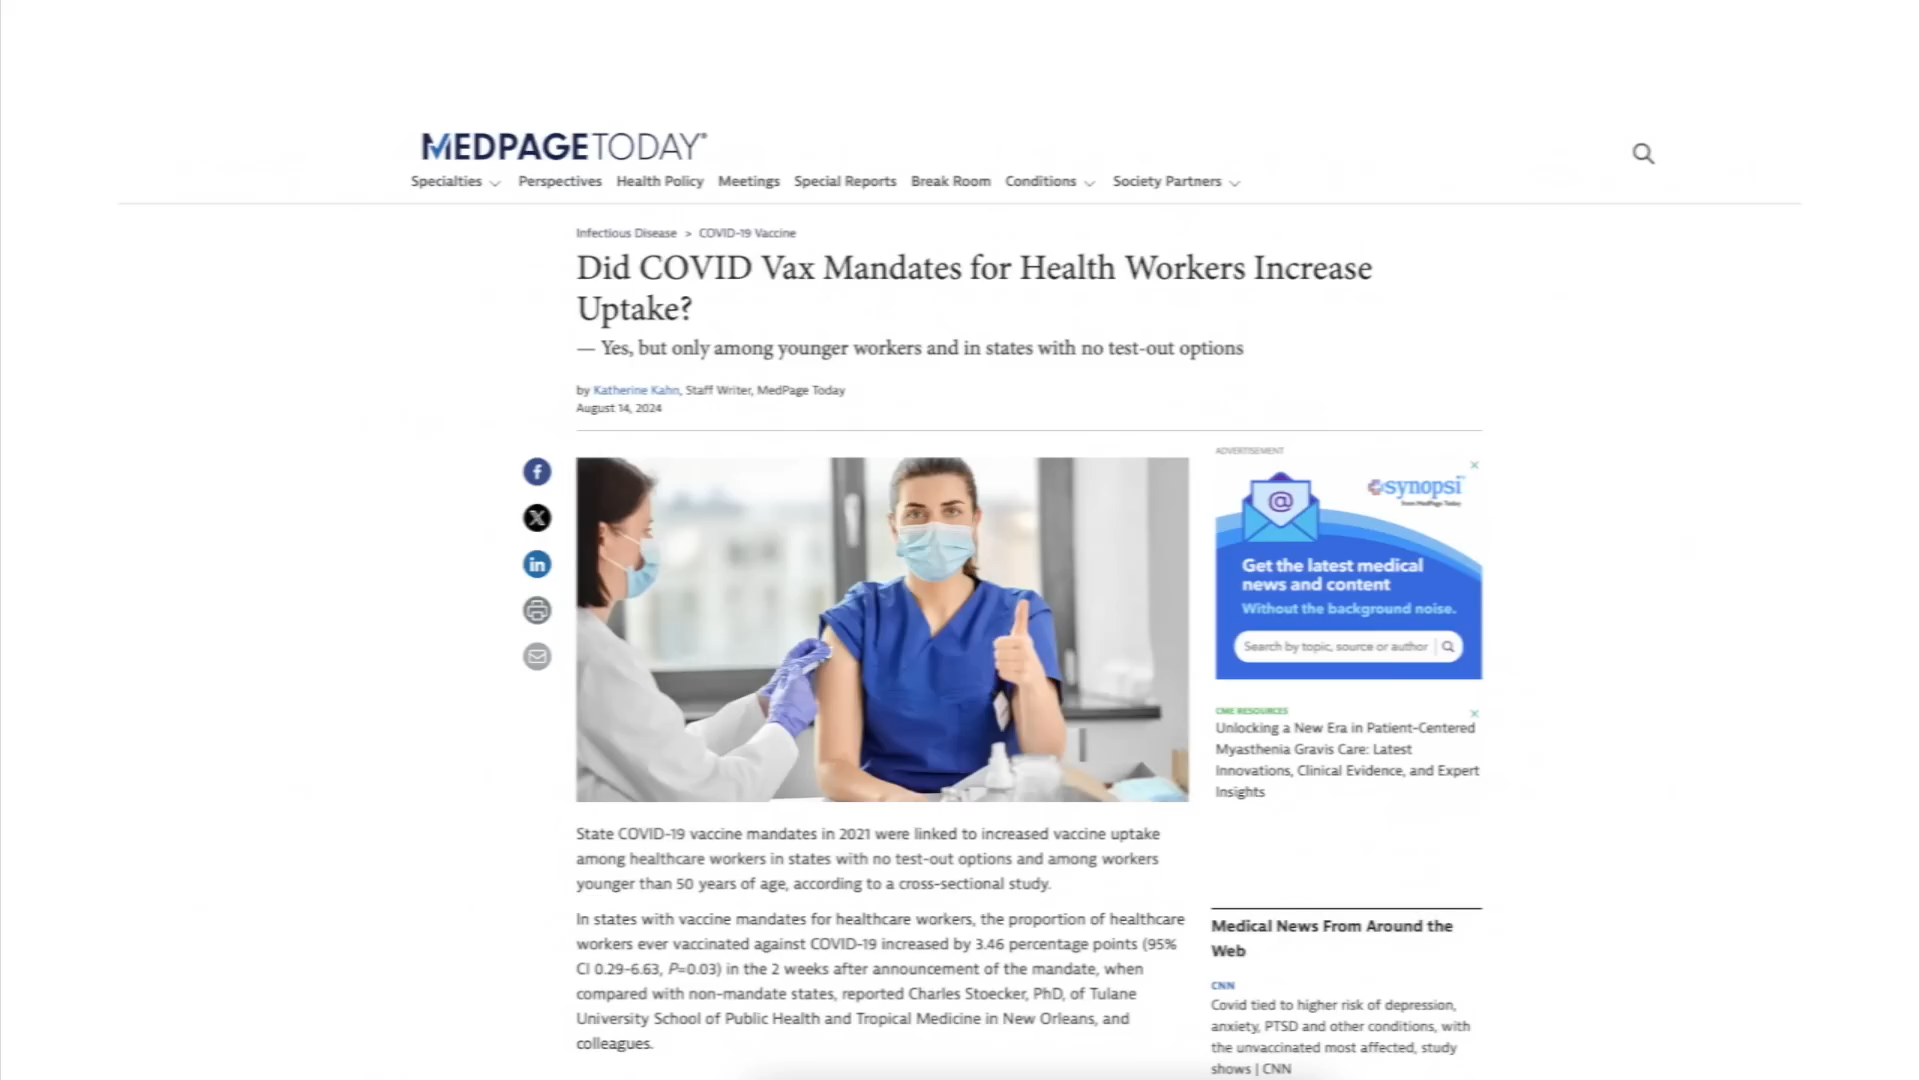 MEDPAGETODAY®
Specialties Perspectives Health Policy Meetings Special Reports Break Room Conditions Society Partners
Infectious Disease > COVID-19 Vaccine
Did COVID Vax Mandates for Health Workers Increase
Uptake?
— Yes, but only among younger workers and in states with no test-out options
by Katherine Kahn, Staff Writer, MedPage Today
August 14, 2024
ADVERTISEMENT
synopsi
from MedPage Today
Get the latest medical
news and content
Without the background noise.
Search by topic, source or author
CME RESOURCES
Unlocking a New Era in Patient-Centered
Myasthenia Gravis Care: Latest
Innovations, Clinical Evidence, and Expert
Insights
State COVID-19 vaccine mandates in 2021 were linked to increased vaccine uptake
among healthcare workers in states with no test-out options and among workers
younger than 50 years of age, according to a cross-sectional study.
In states with vaccine mandates for healthcare workers, the proportion of healthcare
workers ever vaccinated against COVID-19 increased by 3.46 percentage points (95%
CI 0.29-6.63, P=0.03) in the 2 weeks after announcement of the mandate, when
compared with non-mandate states, reported Charles Stoecker, PhD, of Tulane
University School of Public Health and Tropical Medicine in New Orleans, and
colleagues.
Medical News From Around the
Web
CNN
Covid tied to higher risk of depression,
anxiety, PTSD and other conditions, with
the unvaccinated most affected, study
shows | CNN